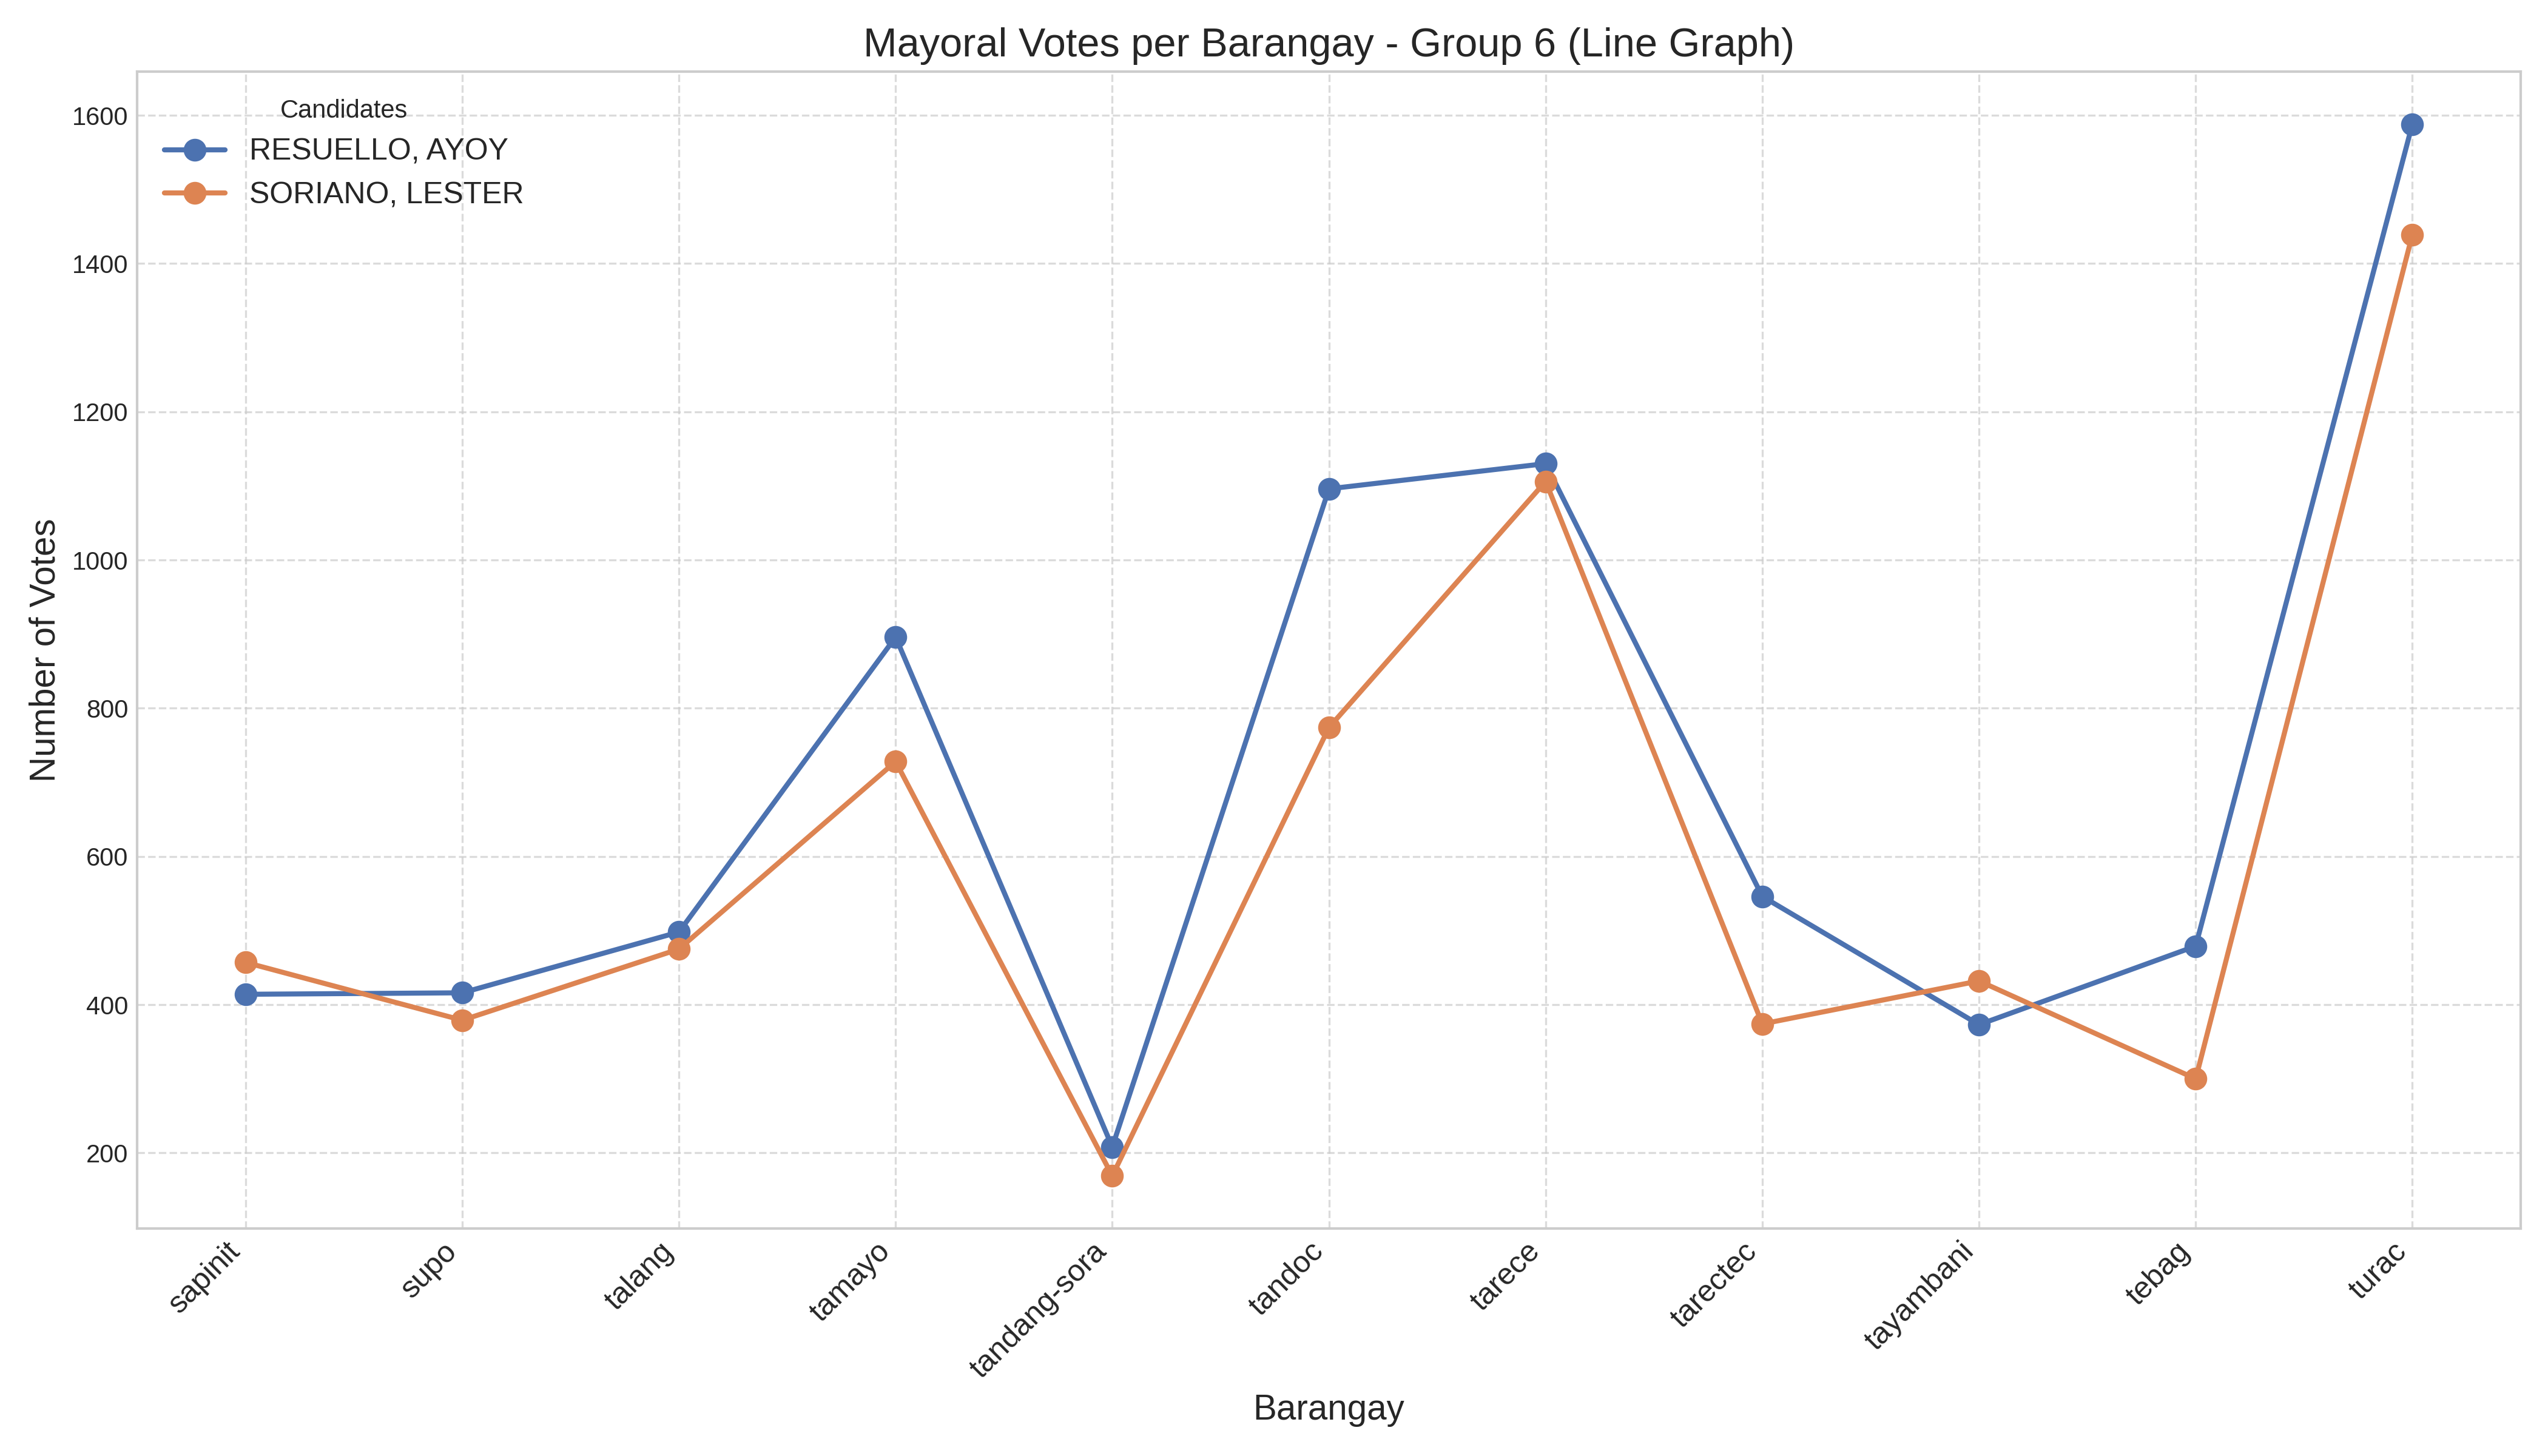 Mayoral Votes per Barangay - Group 6 (Line Graph)
Candidates
RESUELLO, AYOY
SORIANO, LESTER
Number of Votes
1600
1400
1200
1000
800
600
400
200
sapinit
supo
talang
tamayo
tandang-sora
tandoc
tarece
tarectec
tayambani
tebag
turac
Barangay